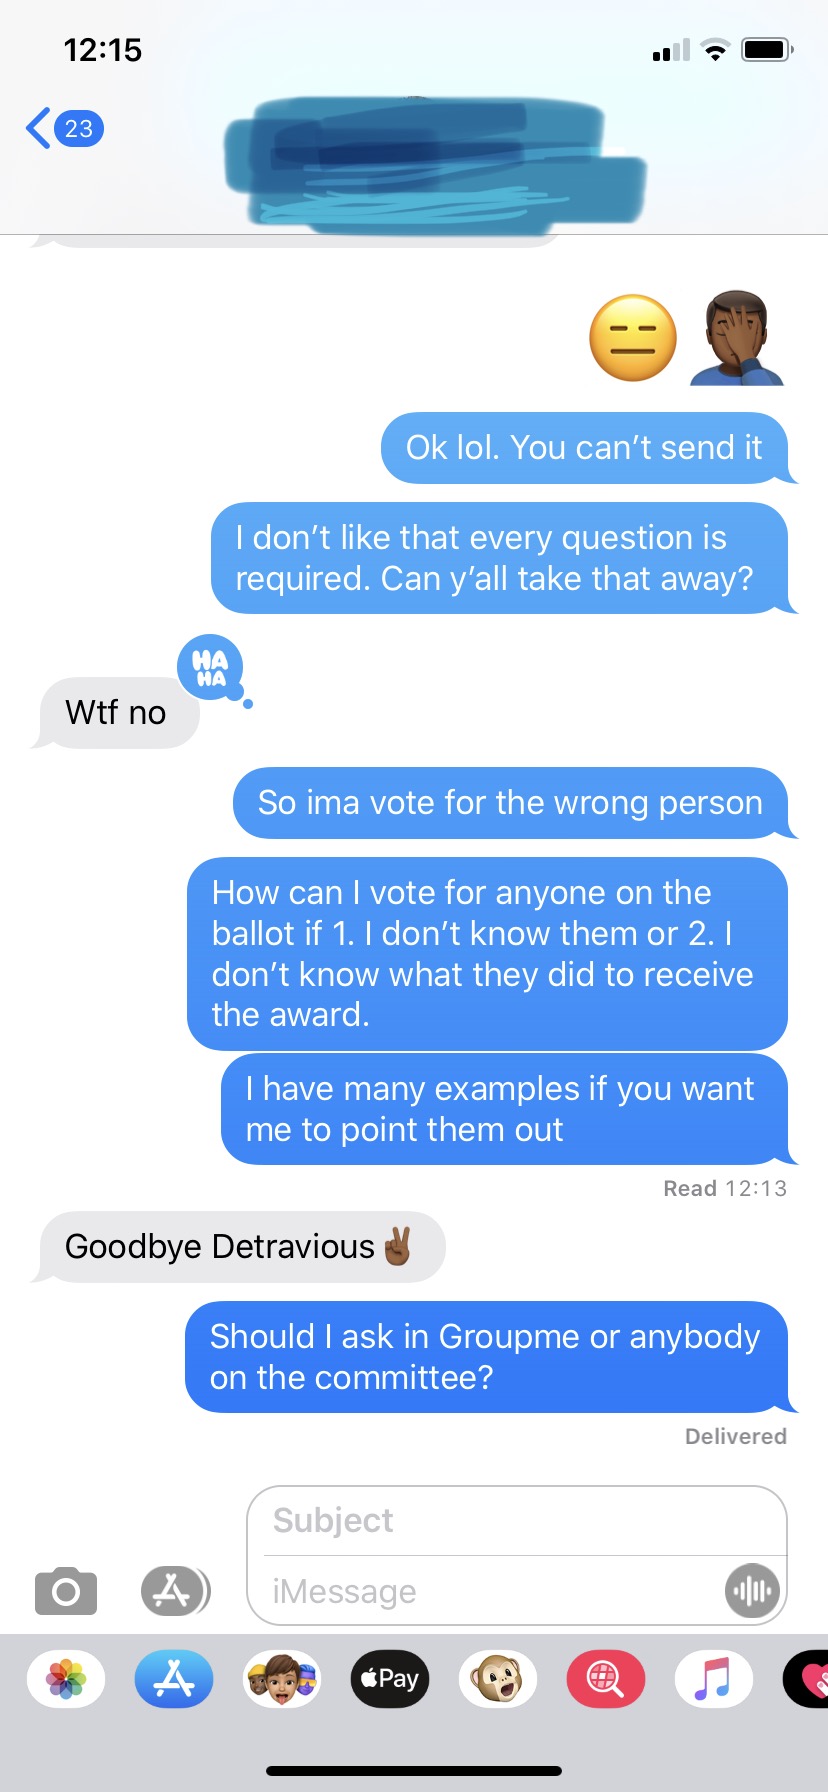 12:15
23
Ok lol. You can’t send it
I don’t like that every question is
required. Can y’all take that away?
HA
HA
Wtf no
So ima vote for the wrong person
How can I vote for anyone on the
ballot if 1. I don’t know them or 2. I
don’t know what they did to receive
the award.
I have many examples if you want
me to point them out
Read 12:13
Goodbye Detravious✌🏾
Should I ask in Groupme or anybody
on the committee?
Delivered
Subject
iMessage
Pay